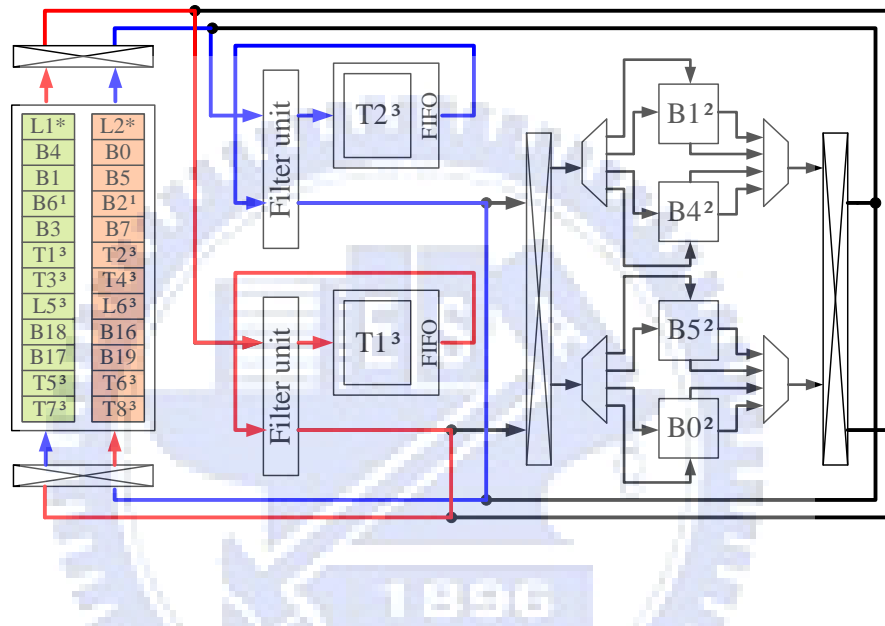 L1* L2*
B4 B0
B1 B5
B6¹ B2¹
B3 B7
T1³ T2³
T3³ T4³
L5³ L6³
B18 B16
B17 B19
T5³ T6³
T7³ T8³
Filter unit
T2³
FIFO
Filter unit
T1³
FIFO
B1²
B4²
B5²
B0²
1896